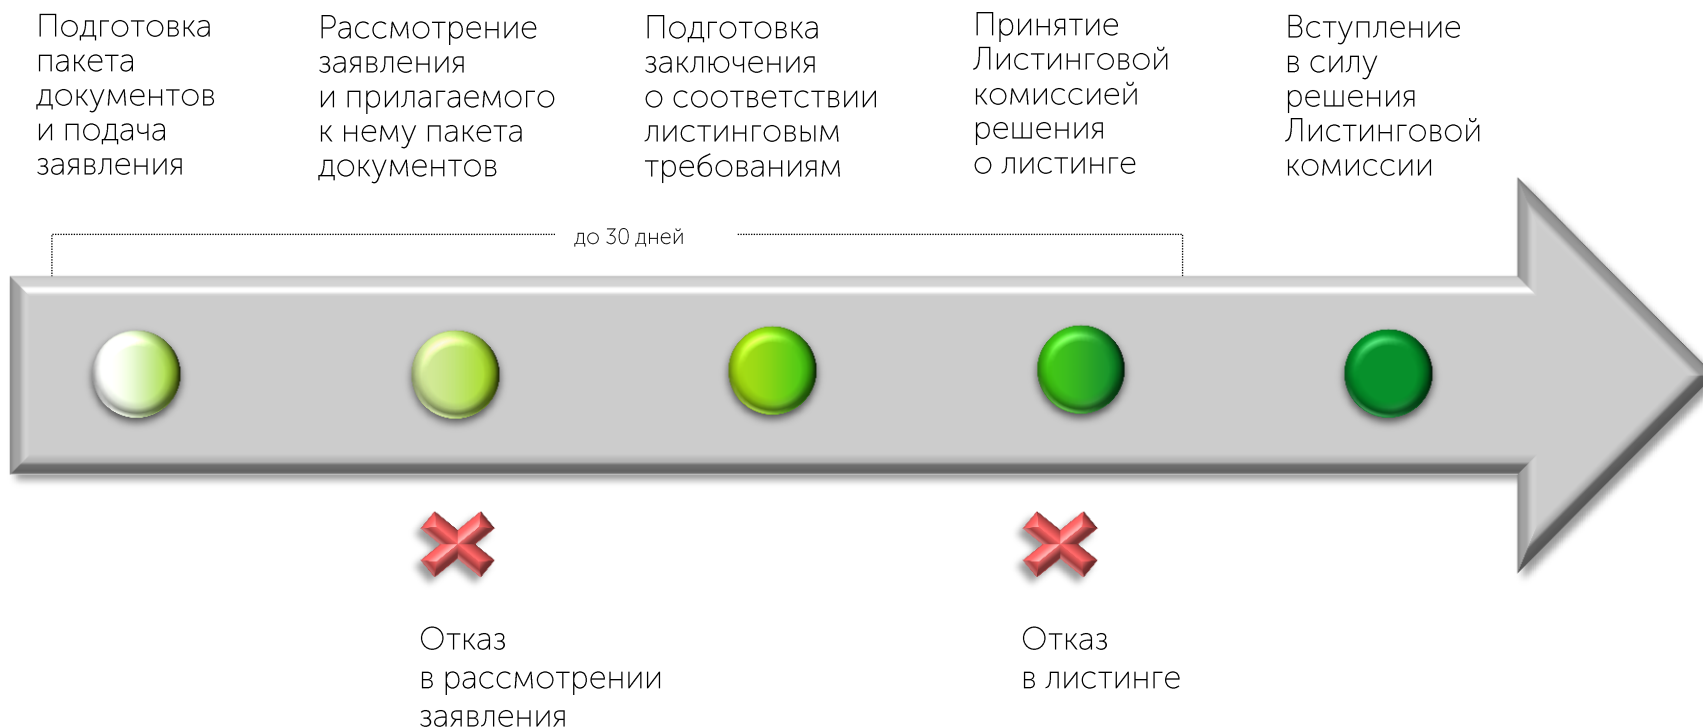 Подготовка
пакета
документов
и подача
заявления
Рассмотрение
заявления
и прилагаемого
к нему пакета
документов
Подготовка
заключения
о соответствии
листинговым
требованиям
Принятие
Листинговой
комиссией
решения
о листинге
Вступление
в силу
решения
Листинговой
комиссии
до 30 дней
Отказ
в рассмотрении
заявления
Отказ
в листинге